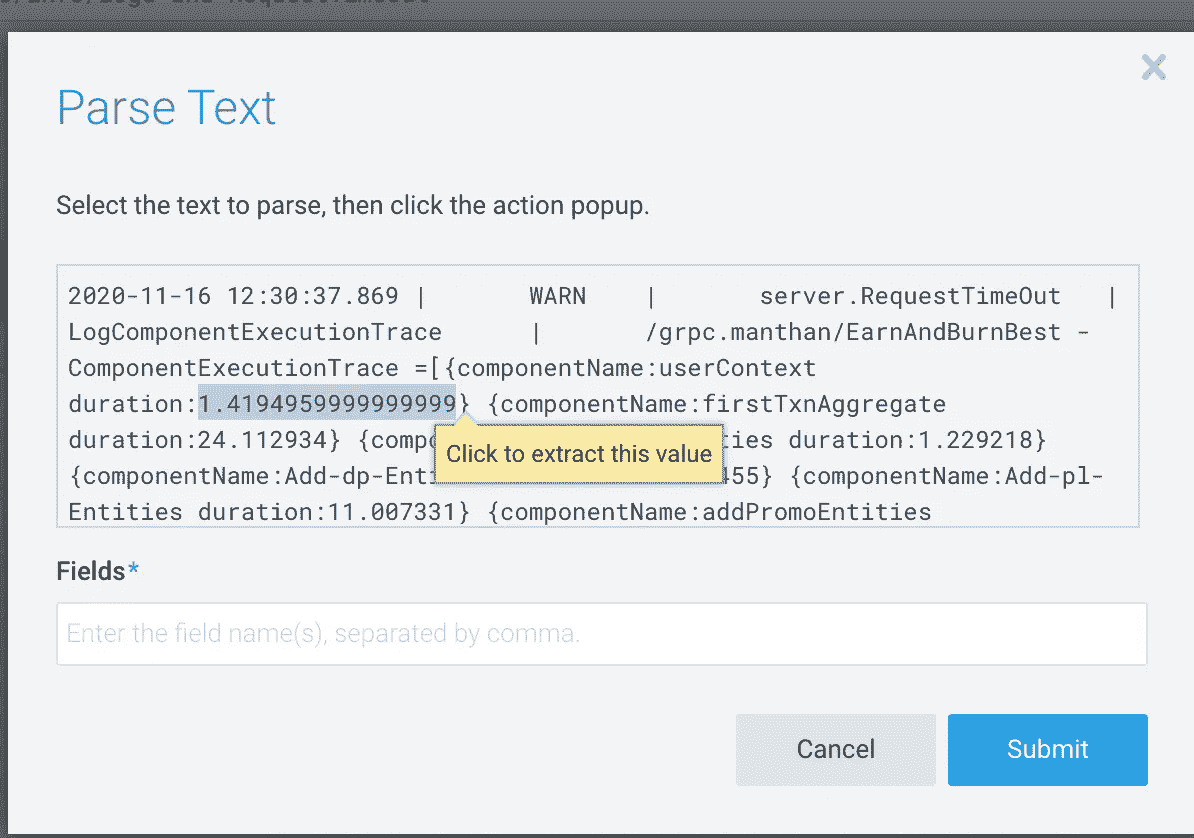 Parse Text
Select the text to parse, then click the action popup.
2020-11-16 12:30:37.869 | WARN | server.RequestTimeOut |
LogComponentExecutionTrace | /grpc.manthan/EarnAndBurnBest -
ComponentExecutionTrace =[{componentName:userContext
duration:1.4194959999999999} {componentName:firstTxnAggregate
duration:24.112934} {comp ties duration:1.229218}
Click to extract this value
{componentName:Add-dp-Enti 455} {componentName:Add-pl-
Entities duration:11.007331} {componentName:addPromoEntities
Fields*
Enter the field name(s), separated by comma.
Cancel Submit